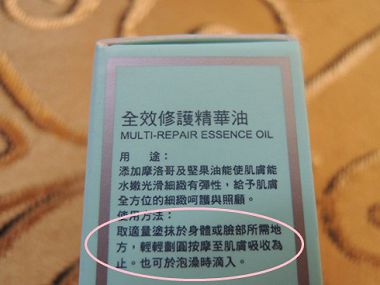 全效修護精華油
MULTI-REPAIR ESSENCE OIL
用　途：
添加摩洛哥及堅果油能使肌膚能
水嫩光滑細緻有彈性，給予肌膚
全方位的細緻呵護與照顧。
使用方法：
取適量塗抹於身體或臉部所需地
方，輕輕劃圓按摩至肌膚吸收為
止。也可於泡澡時滴入。